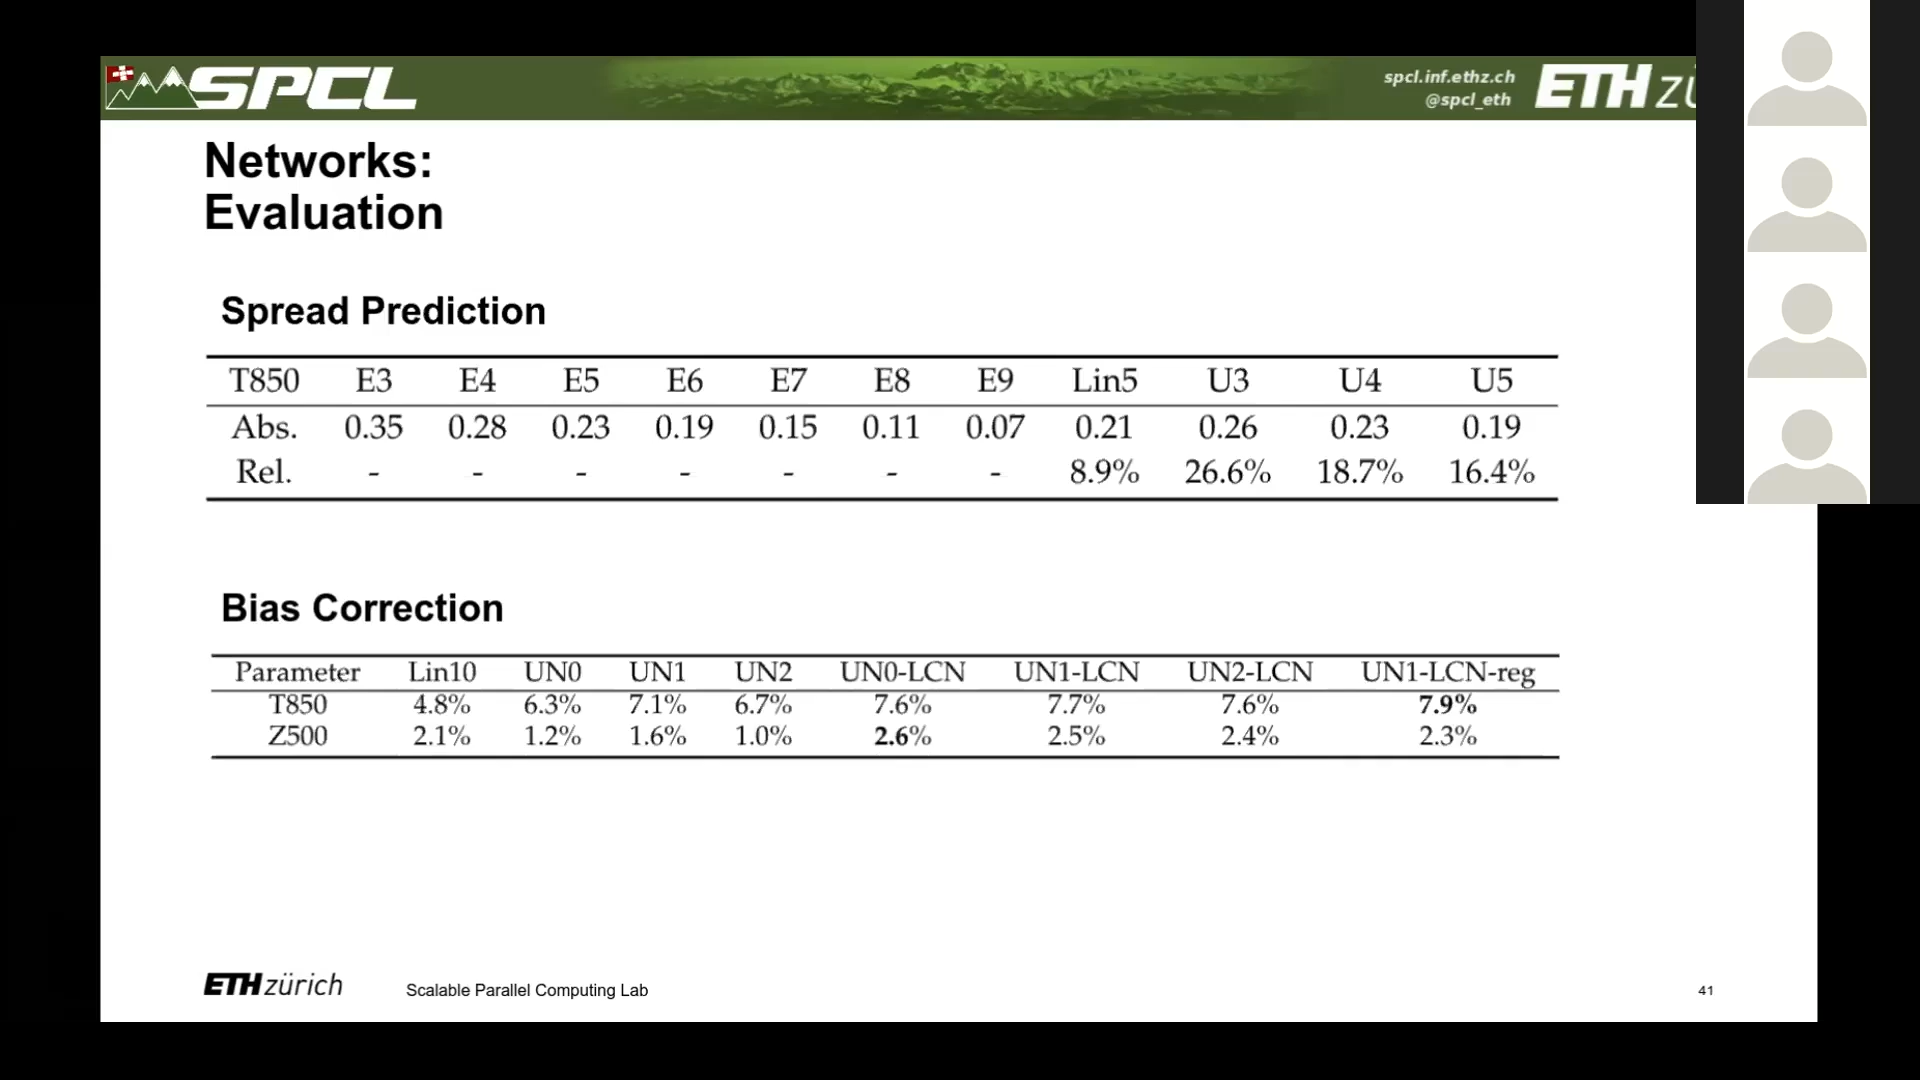 SPCL
spcl.inf.ethz.ch
@spcl_eth
ETH
Networks:
Evaluation
Spread Prediction
T850 E3 E4 E5 E6 E7 E8 E9 Lin5 U3 U4 U5
Abs. 0.35 0.28 0.23 0.19 0.15 0.11 0.07 0.21 0.26 0.23 0.19
Rel. - - - - - - - 8.9% 26.6% 18.7% 16.4%
Bias Correction
Parameter Lin10 UN0 UN1 UN2 UN0-LCN UN1-LCN UN2-LCN UN1-LCN-reg
T850 4.8% 6.3% 7.1% 6.7% 7.6% 7.7% 7.6% 7.9%
Z500 2.1% 1.2% 1.6% 1.0% 2.6% 2.5% 2.4% 2.3%
ETH zürich Scalable Parallel Computing Lab 41